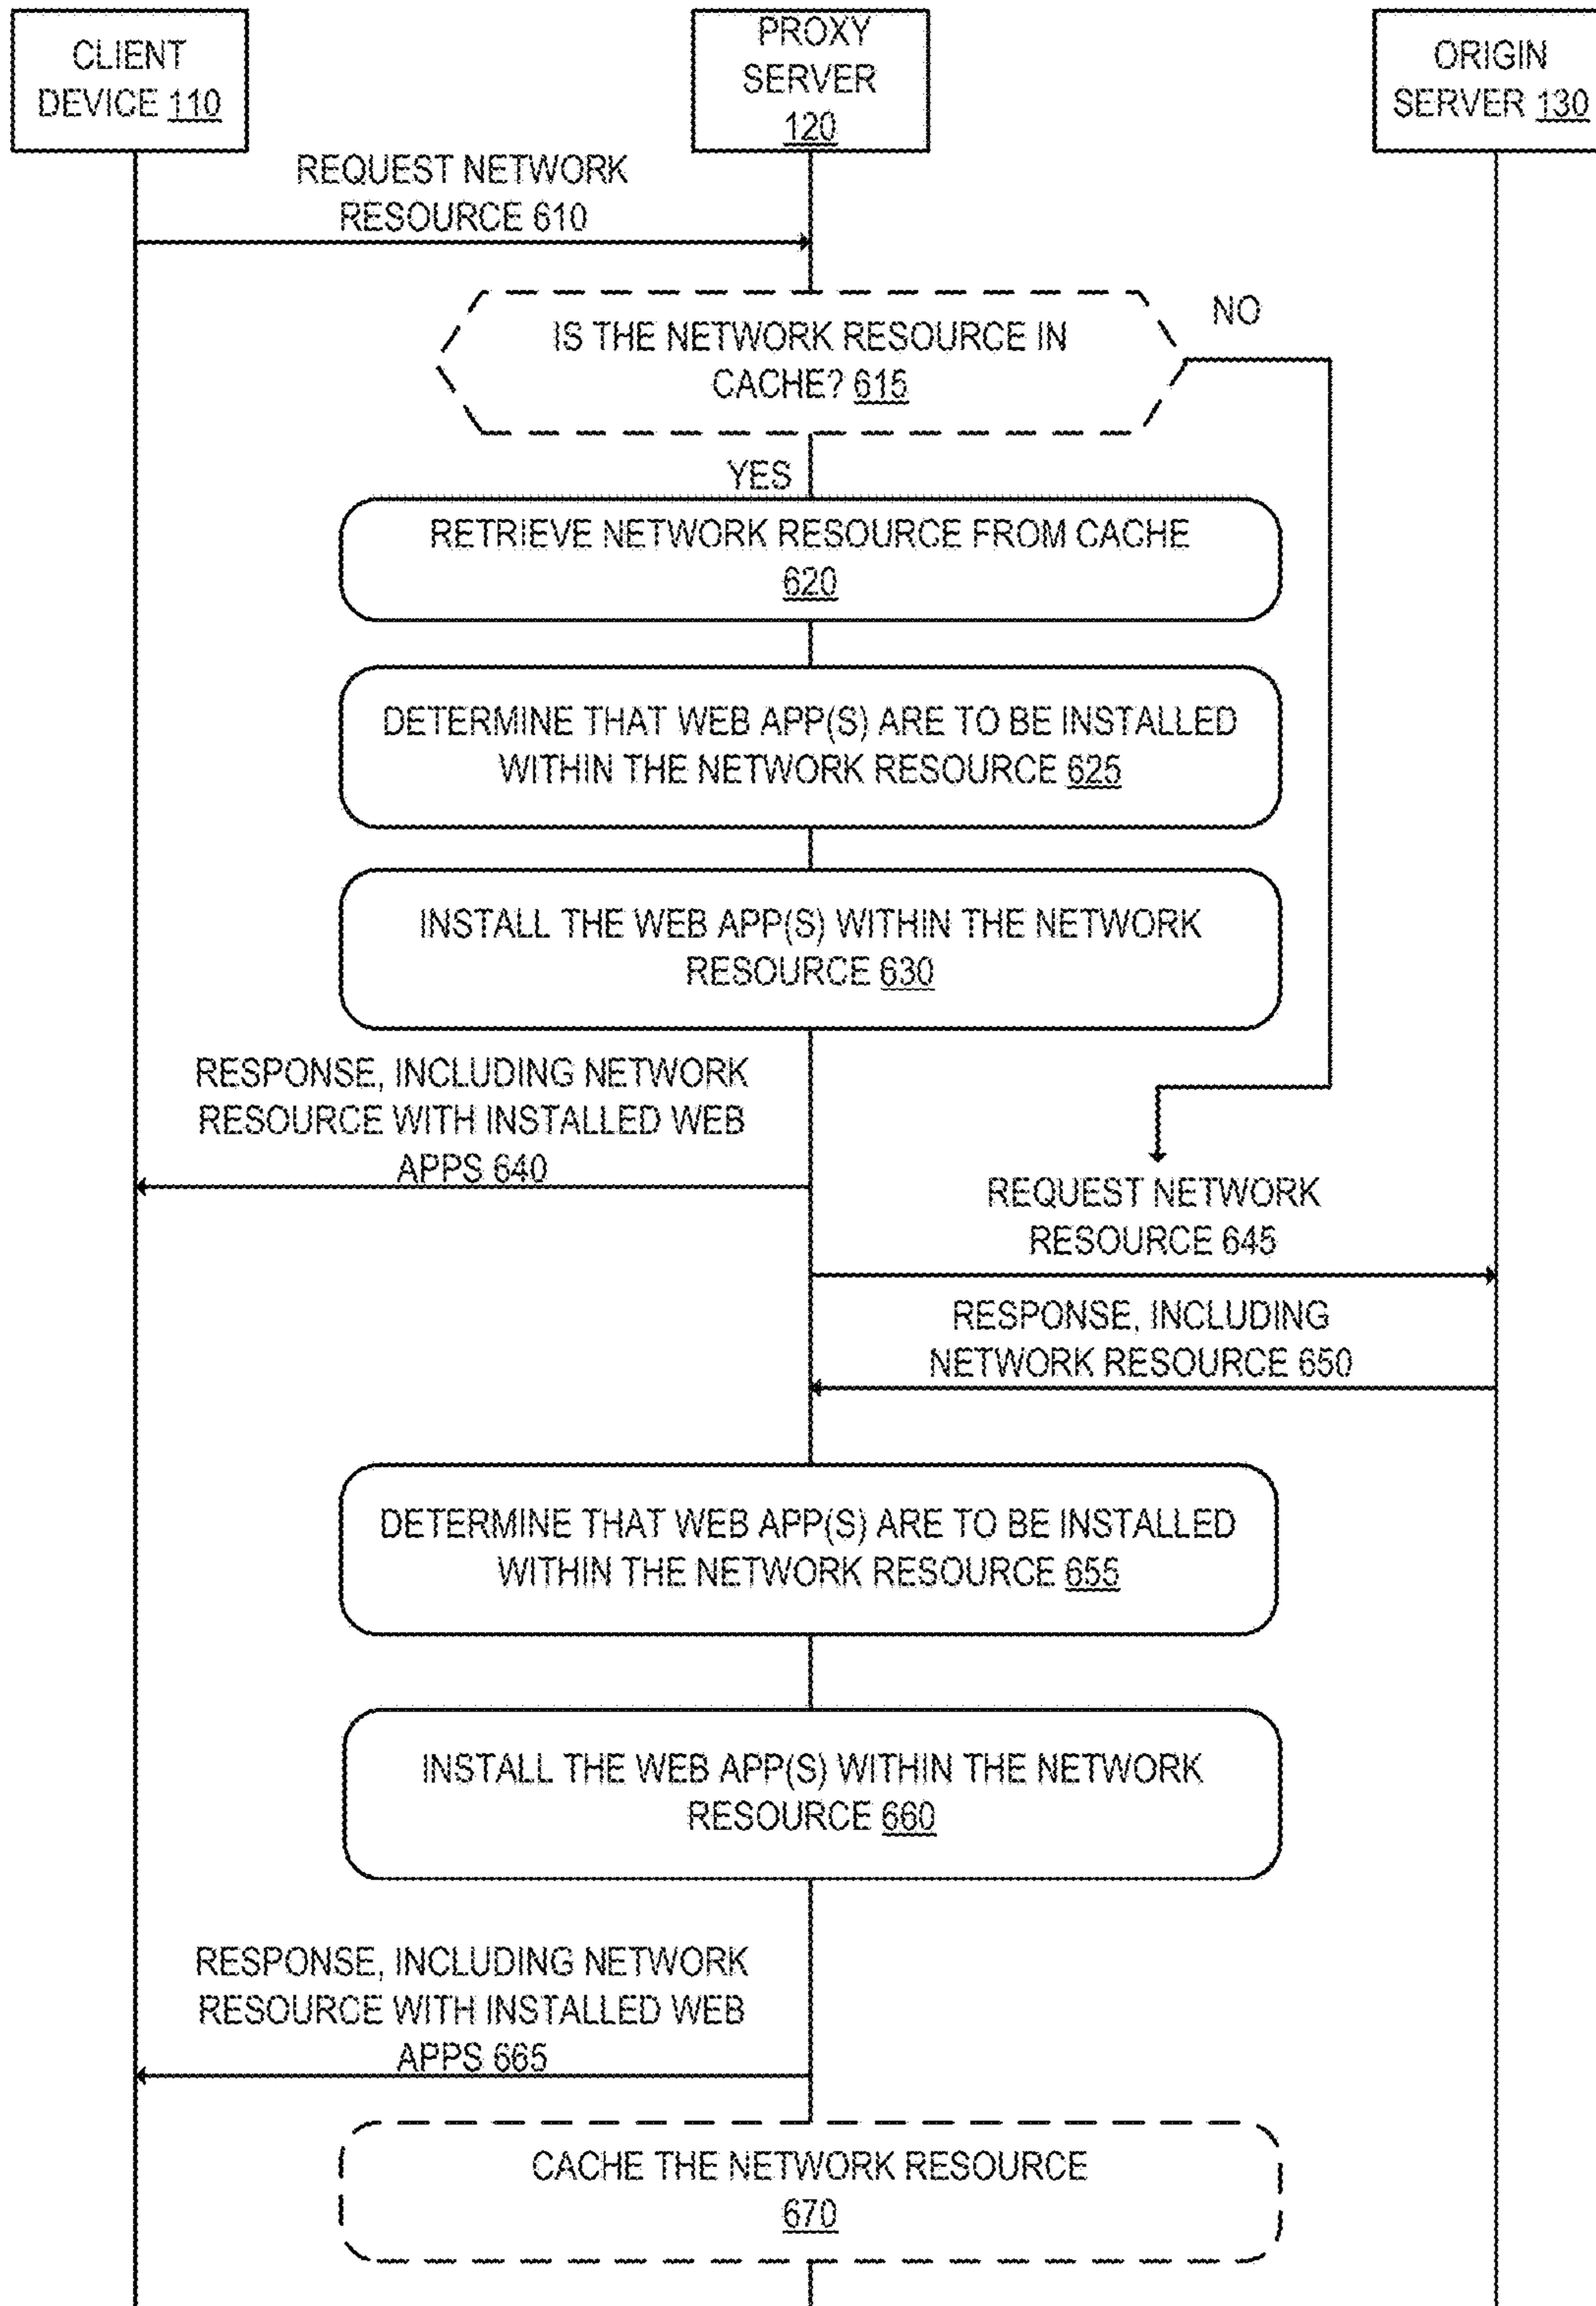 CLIENT
DEVICE 110
PROXY
SERVER
120
ORIGIN
SERVER 130
REQUEST NETWORK
RESOURCE 610
IS THE NETWORK RESOURCE IN
CACHE? 615
NO
YES
RETRIEVE NETWORK RESOURCE FROM CACHE
620
DETERMINE THAT WEB APP(S) ARE TO BE INSTALLED
WITHIN THE NETWORK RESOURCE 625
INSTALL THE WEB APP(S) WITHIN THE NETWORK
RESOURCE 630
RESPONSE, INCLUDING NETWORK
RESOURCE WITH INSTALLED WEB
APPS 640
REQUEST NETWORK
RESOURCE 645
RESPONSE, INCLUDING
NETWORK RESOURCE 650
DETERMINE THAT WEB APP(S) ARE TO BE INSTALLED
WITHIN THE NETWORK RESOURCE 655
INSTALL THE WEB APP(S) WITHIN THE NETWORK
RESOURCE 660
RESPONSE, INCLUDING NETWORK
RESOURCE WITH INSTALLED WEB
APPS 665
CACHE THE NETWORK RESOURCE
670